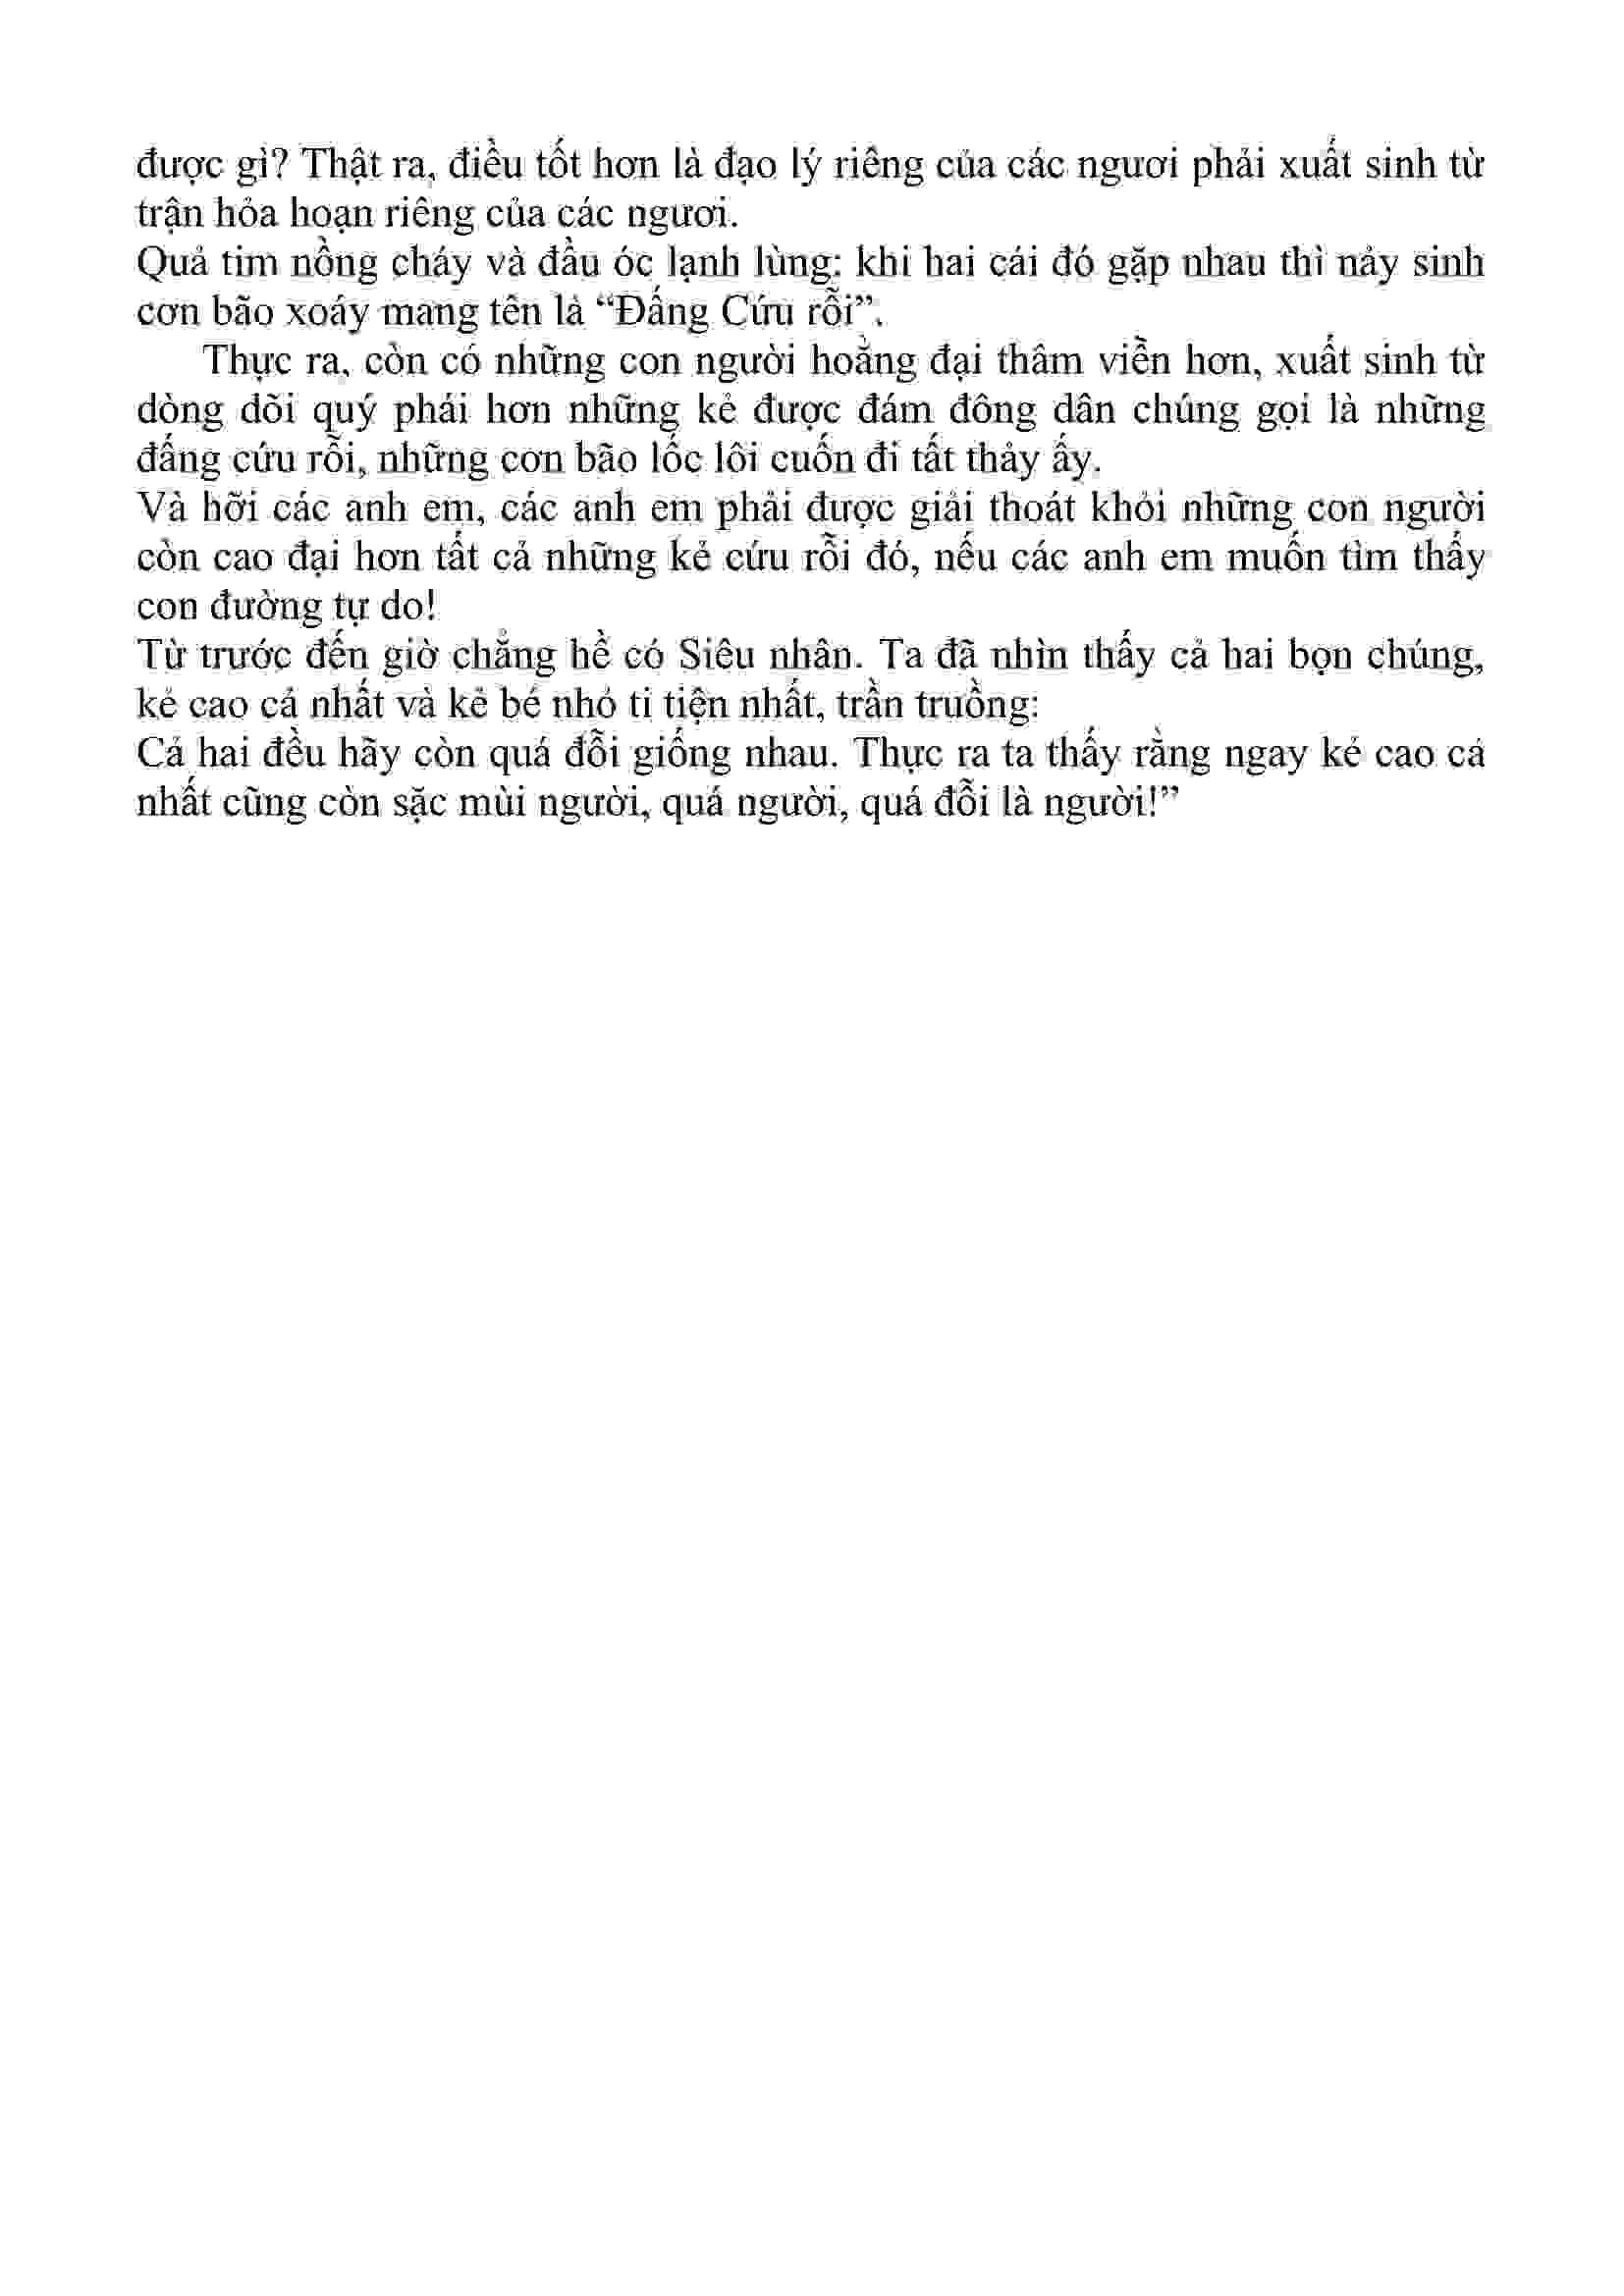 được gì? Thật ra, điều tốt hơn là đạo lý riêng của các ngươi phải xuất sinh từ
trận hỏa hoạn riêng của các ngươi.
Quả tim nồng cháy và đầu óc lạnh lùng: khi hai cái đó gặp nhau thì nảy sinh
cơn bão xoáy mang tên là “Đấng Cứu rỗi”.
Thực ra, còn có những con người hoằng đại thâm viễn hơn, xuất sinh từ
dòng dõi quý phái hơn những kẻ được đám đông dân chúng gọi là những
đấng cứu rỗi, những cơn bão lốc lôi cuốn đi tất thảy ấy.
Và hỡi các anh em, các anh em phải được giải thoát khỏi những con người
còn cao đại hơn tất cả những kẻ cứu rỗi đó, nếu các anh em muốn tìm thấy
con đường tự do!
Từ trước đến giờ chẳng hề có Siêu nhân. Ta đã nhìn thấy cả hai bọn chúng,
kẻ cao cả nhất và kẻ bé nhỏ ti tiện nhất, trần truồng:
Cả hai đều hãy còn quá đỗi giống nhau. Thực ra ta thấy rằng ngay kẻ cao cả
nhất cũng còn sặc mùi người, quá người, quá đỗi là người!”